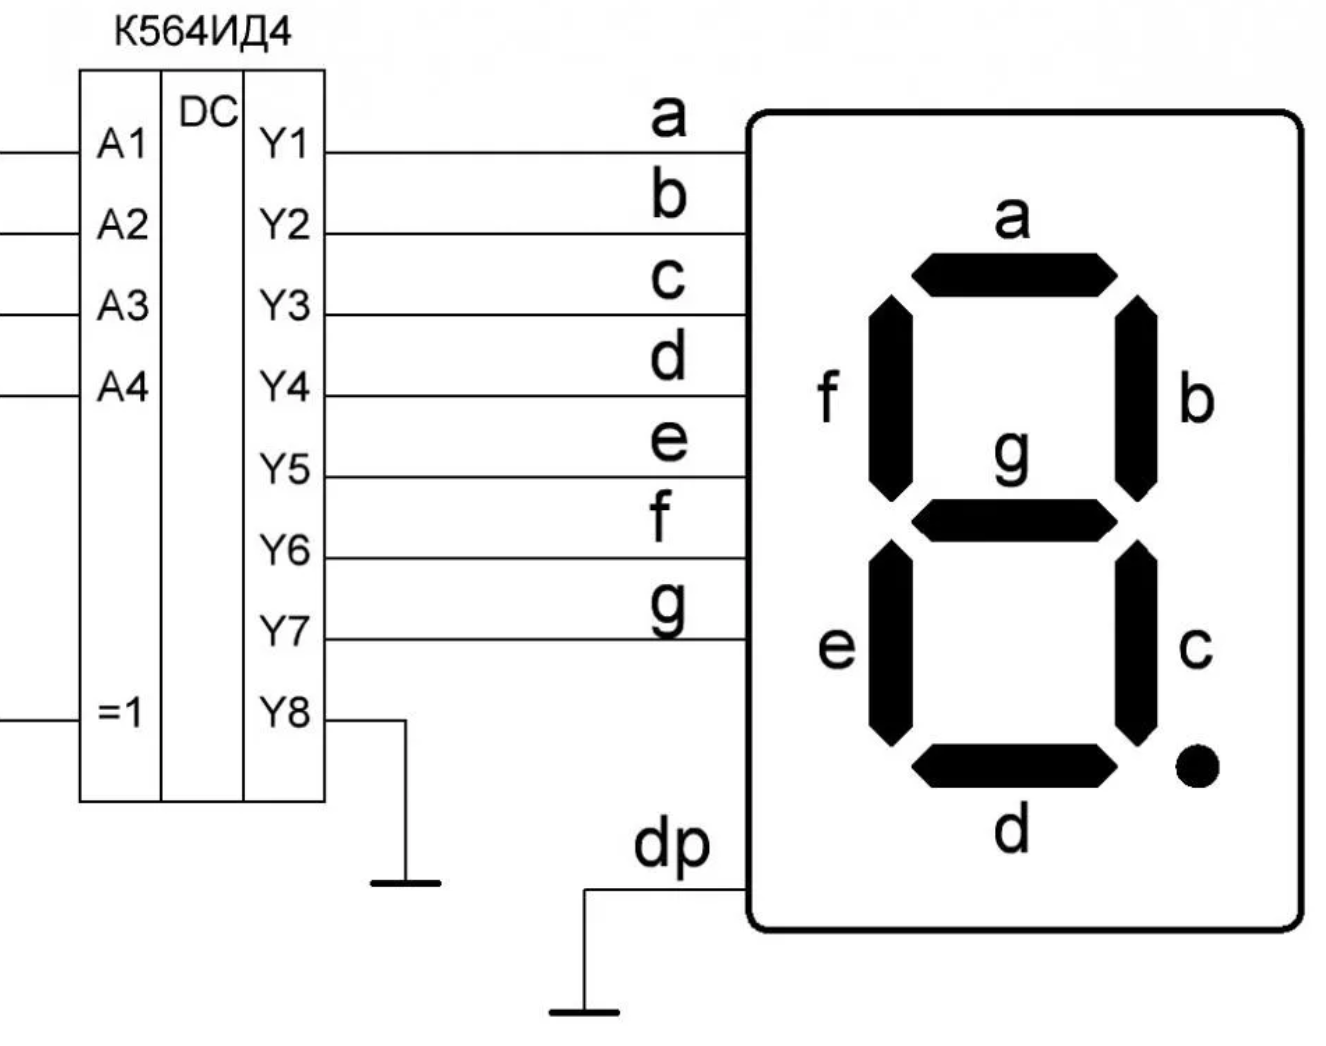 К564ИД4
DC
A1 Y1 a
A2 Y2 b
A3 Y3 c
A4 Y4 d
Y5 e
Y6 f
Y7 g
=1 Y8
dp
a
f b
g
e c
d